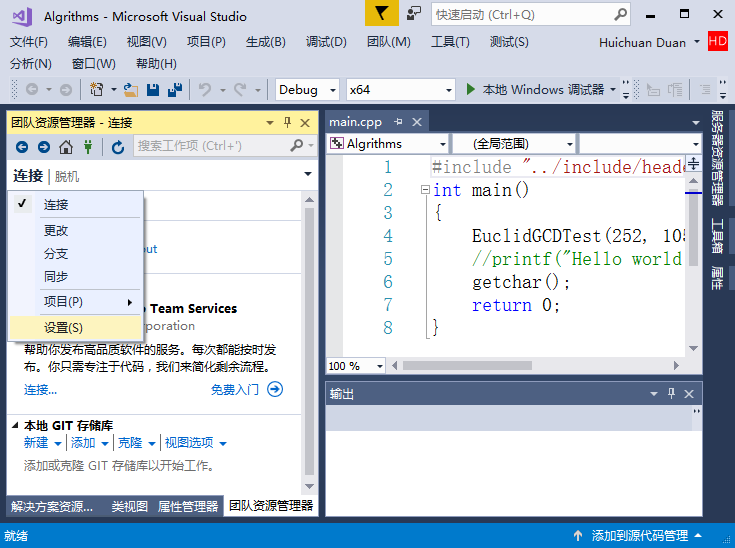 Algrithms - Microsoft Visual Studio
快速启动 (Ctrl+Q)
文件(F) 编辑(E) 视图(V) 项目(P) 生成(B) 调试(D) 团队(M) 工具(T) 测试(S) Huichuan Duan HD
分析(N) 窗口(W) 帮助(H)
Debug x64 本地 Windows 调试器
团队资源管理器 - 连接
搜索工作项 (Ctrl+')
连接 | 脱机
连接
更改
分支
同步
项目(P)
设置(S)
out
Team Services
orporation
帮助你发布高品质软件的服务。每次都能按时发
布。你只需专注于代码，我们来简化剩余流程。
连接... 免费入门
本地 GIT 存储库
新建 添加 克隆 视图选项
添加或克隆 GIT 存储库以开始工作。
解决方案资源... 类视图 属性管理器 团队资源管理器
main.cpp
Algrithms (全局范围)
1 #include "../include/heade
2 int main()
3 {
4 EuclidGCDTest(252, 105
5 //printf("Hello world
6 getchar();
7 return 0;
8 }
100 %
输出
服务器资源管理器
工具箱
属性
就绪 添加到源代码管理